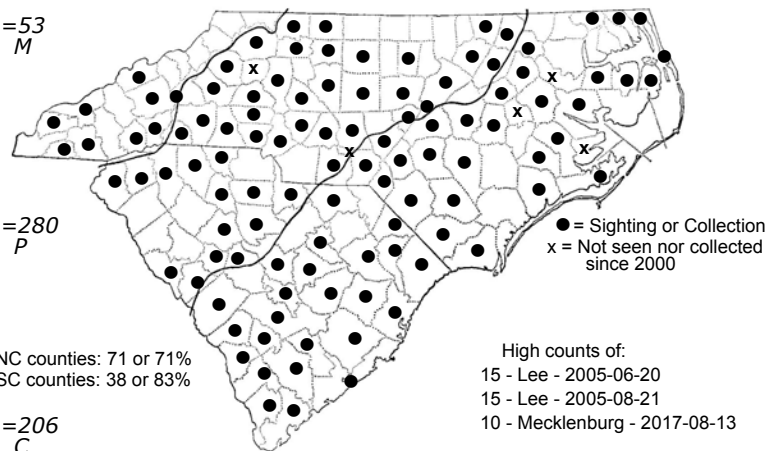 =53
M
=280
P
● = Sighting or Collection
x = Not seen nor collected
since 2000
NC counties: 71 or 71%
SC counties: 38 or 83%
High counts of:
15 - Lee - 2005-06-20
15 - Lee - 2005-08-21
10 - Mecklenburg - 2017-08-13
=206
C